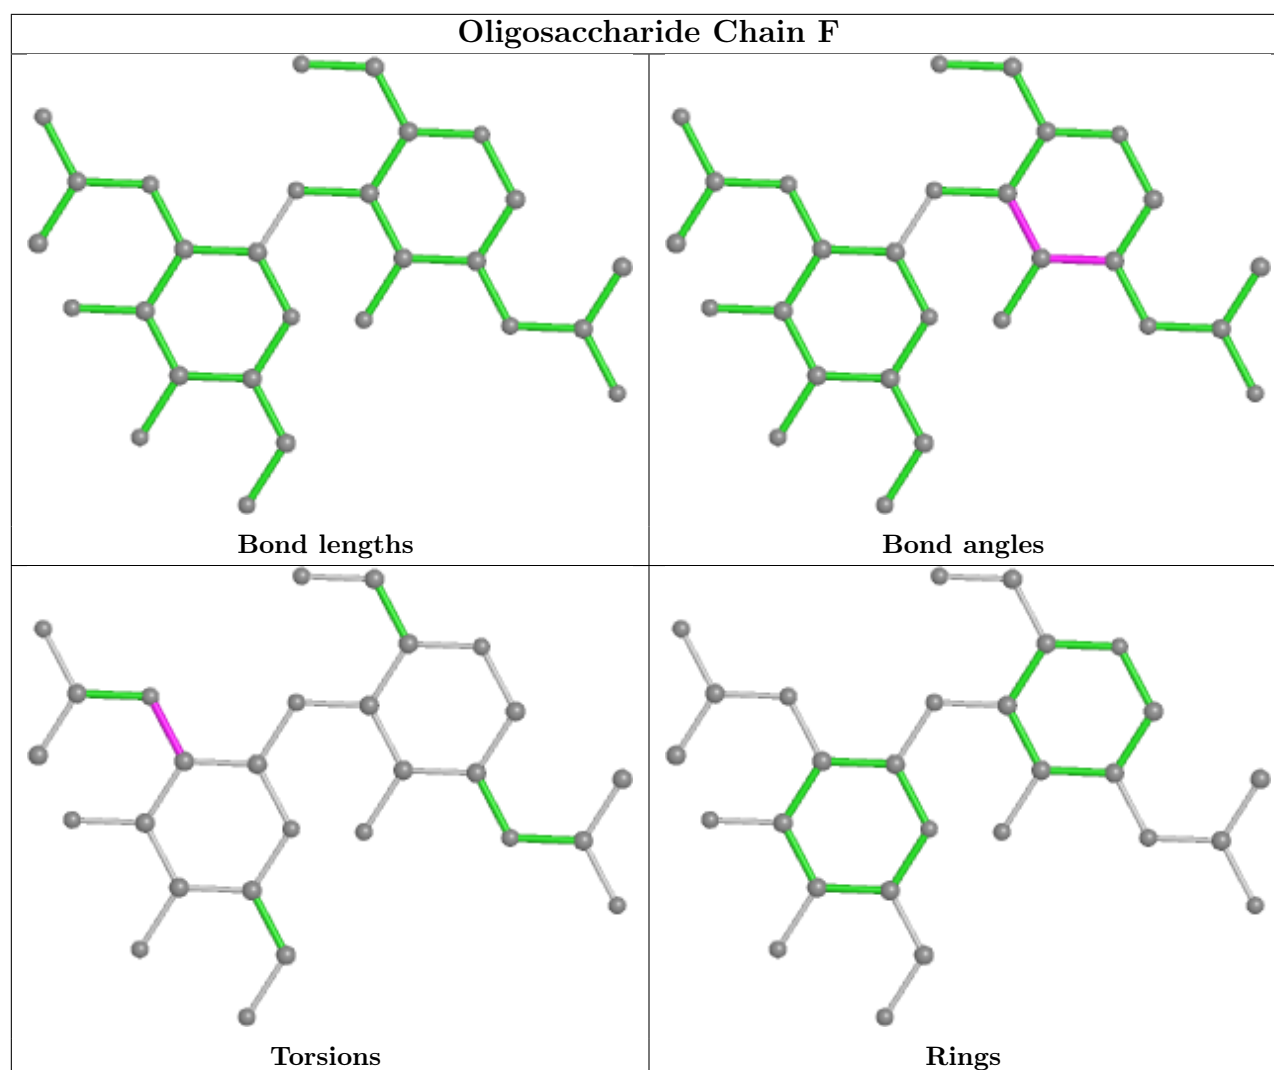 Oligosaccharide Chain F
Bond lengths
Bond angles
Torsions
Rings